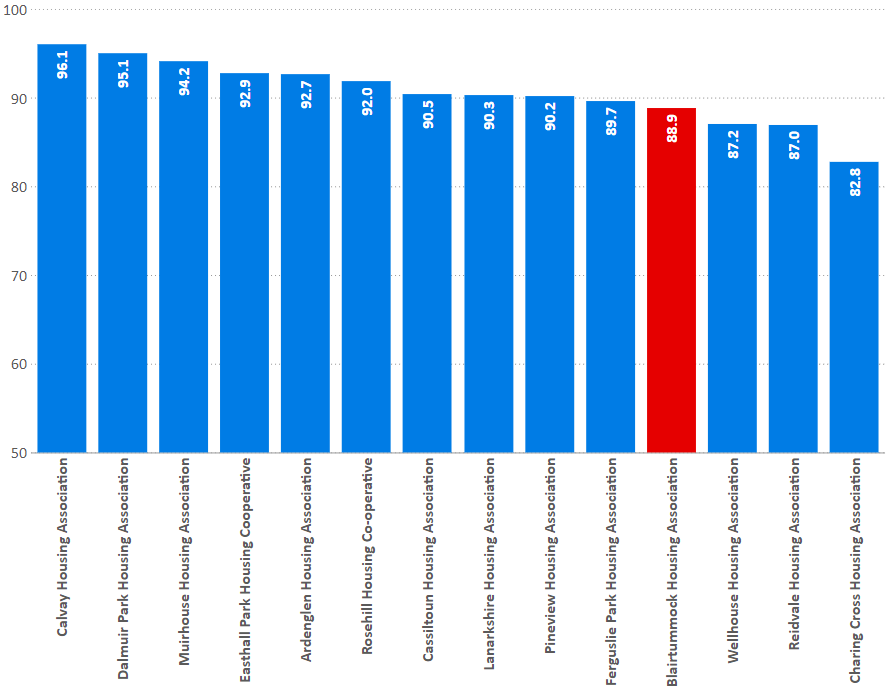 100
90
80
70
60
50
96.1
95.1
94.2
92.9
92.7
92.0
90.5
90.3
90.2
89.7
88.9
87.2
87.0
82.8
Calvay Housing Association
Dalmuir Park Housing Association
Muirhouse Housing Association
Easthall Park Housing Cooperative
Ardenglen Housing Association
Rosehill Housing Co-operative
Cassiltoun Housing Association
Lanarkshire Housing Association
Pineview Housing Association
Ferguslie Park Housing Association
Blairtummock Housing Association
Wellhouse Housing Association
Reidvale Housing Association
Charing Cross Housing Association